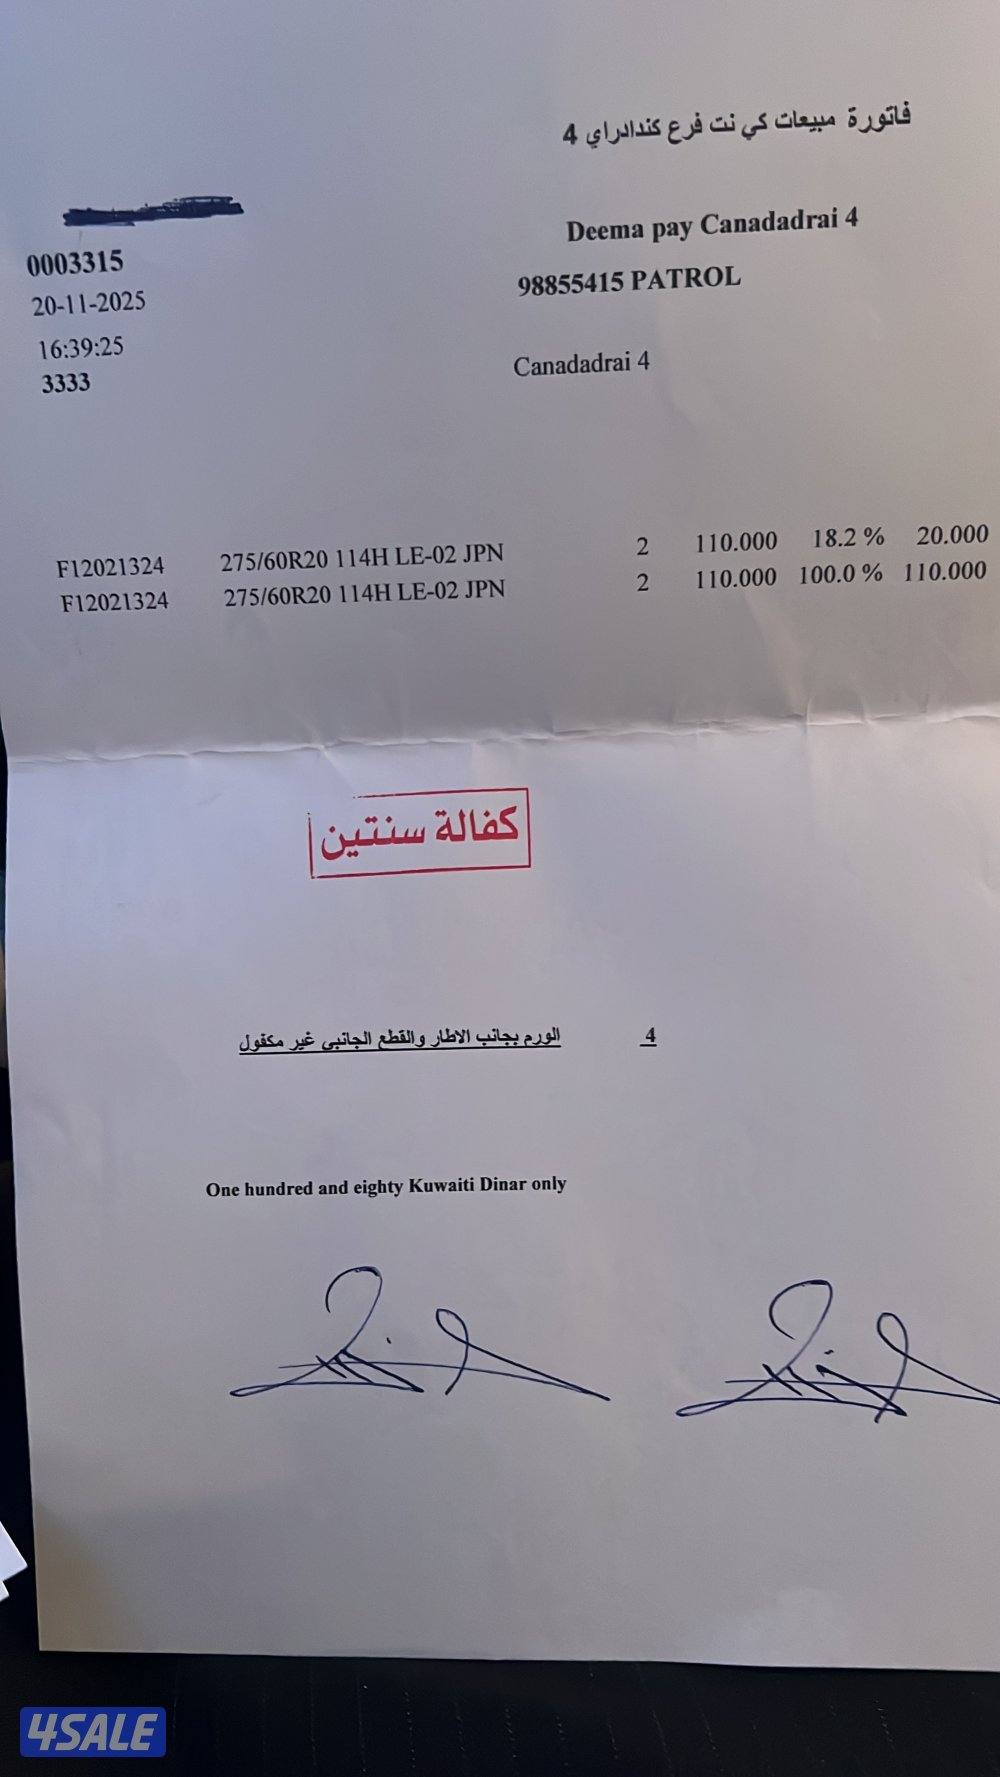 فاتورة مبيعات كي نت فرع كندادراي 4
Deema pay Canadadrai 4
0003315
98855415 PATROL
20-11-2025
16:39:25
Canadadrai 4
3333
F12021324 275/60R20 114H LE-02 JPN 2 110.000 18.2 % 20.000
F12021324 275/60R20 114H LE-02 JPN 2 110.000 100.0 % 110.000
كفالة سنتين
4 الورم بجانب الاطار والقطع الجانبي غير مكفول
One hundred and eighty Kuwaiti Dinar only
4SALE